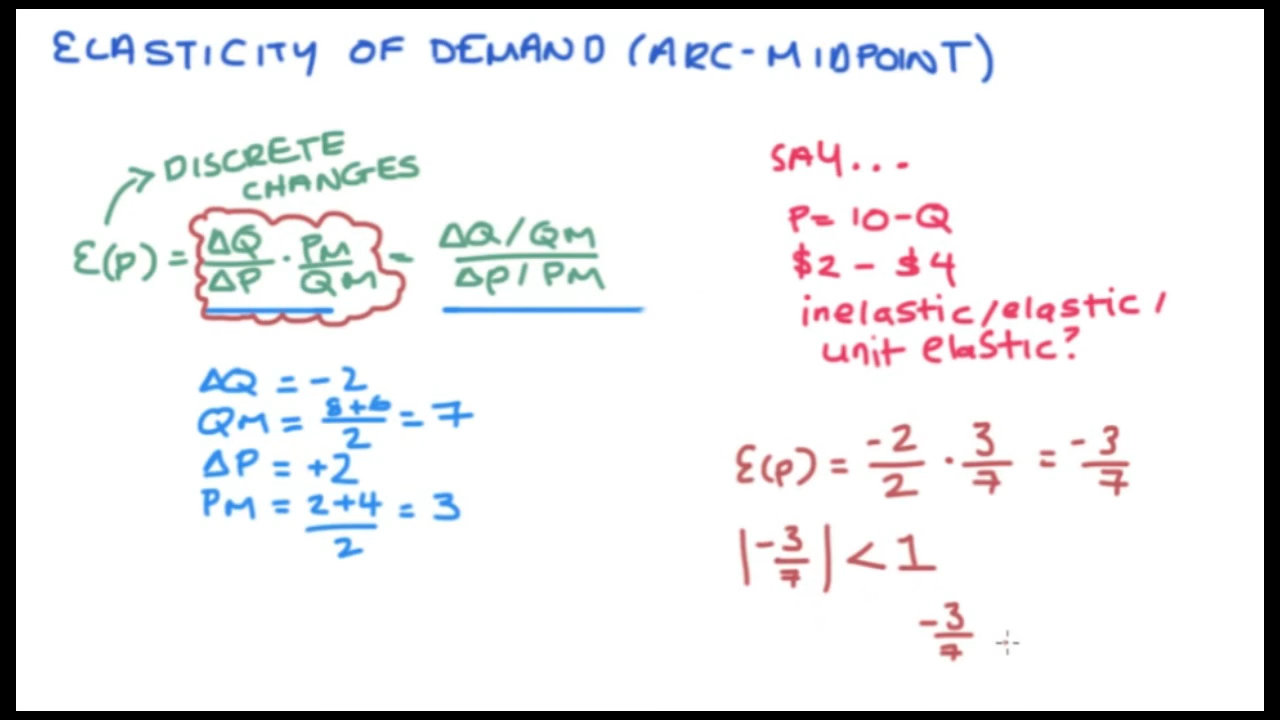 ELASTICITY OF DEMAND (ARC-MIDPOINT)
DISCRETE
CHANGES
Ɛ(p) = ΔQ/ΔP · PM/QM = ΔQ/QM / ΔP/PM
ΔQ = -2
QM = 8+6/2 = 7
ΔP = +2
PM = 2+4/2 = 3
SAY...
P= 10-Q
$2 - $4
inelastic/elastic/
unit elastic?
Ɛ(p) = -2/2 · 3/7 = -3/7
|-3/7| < 1
-3/7